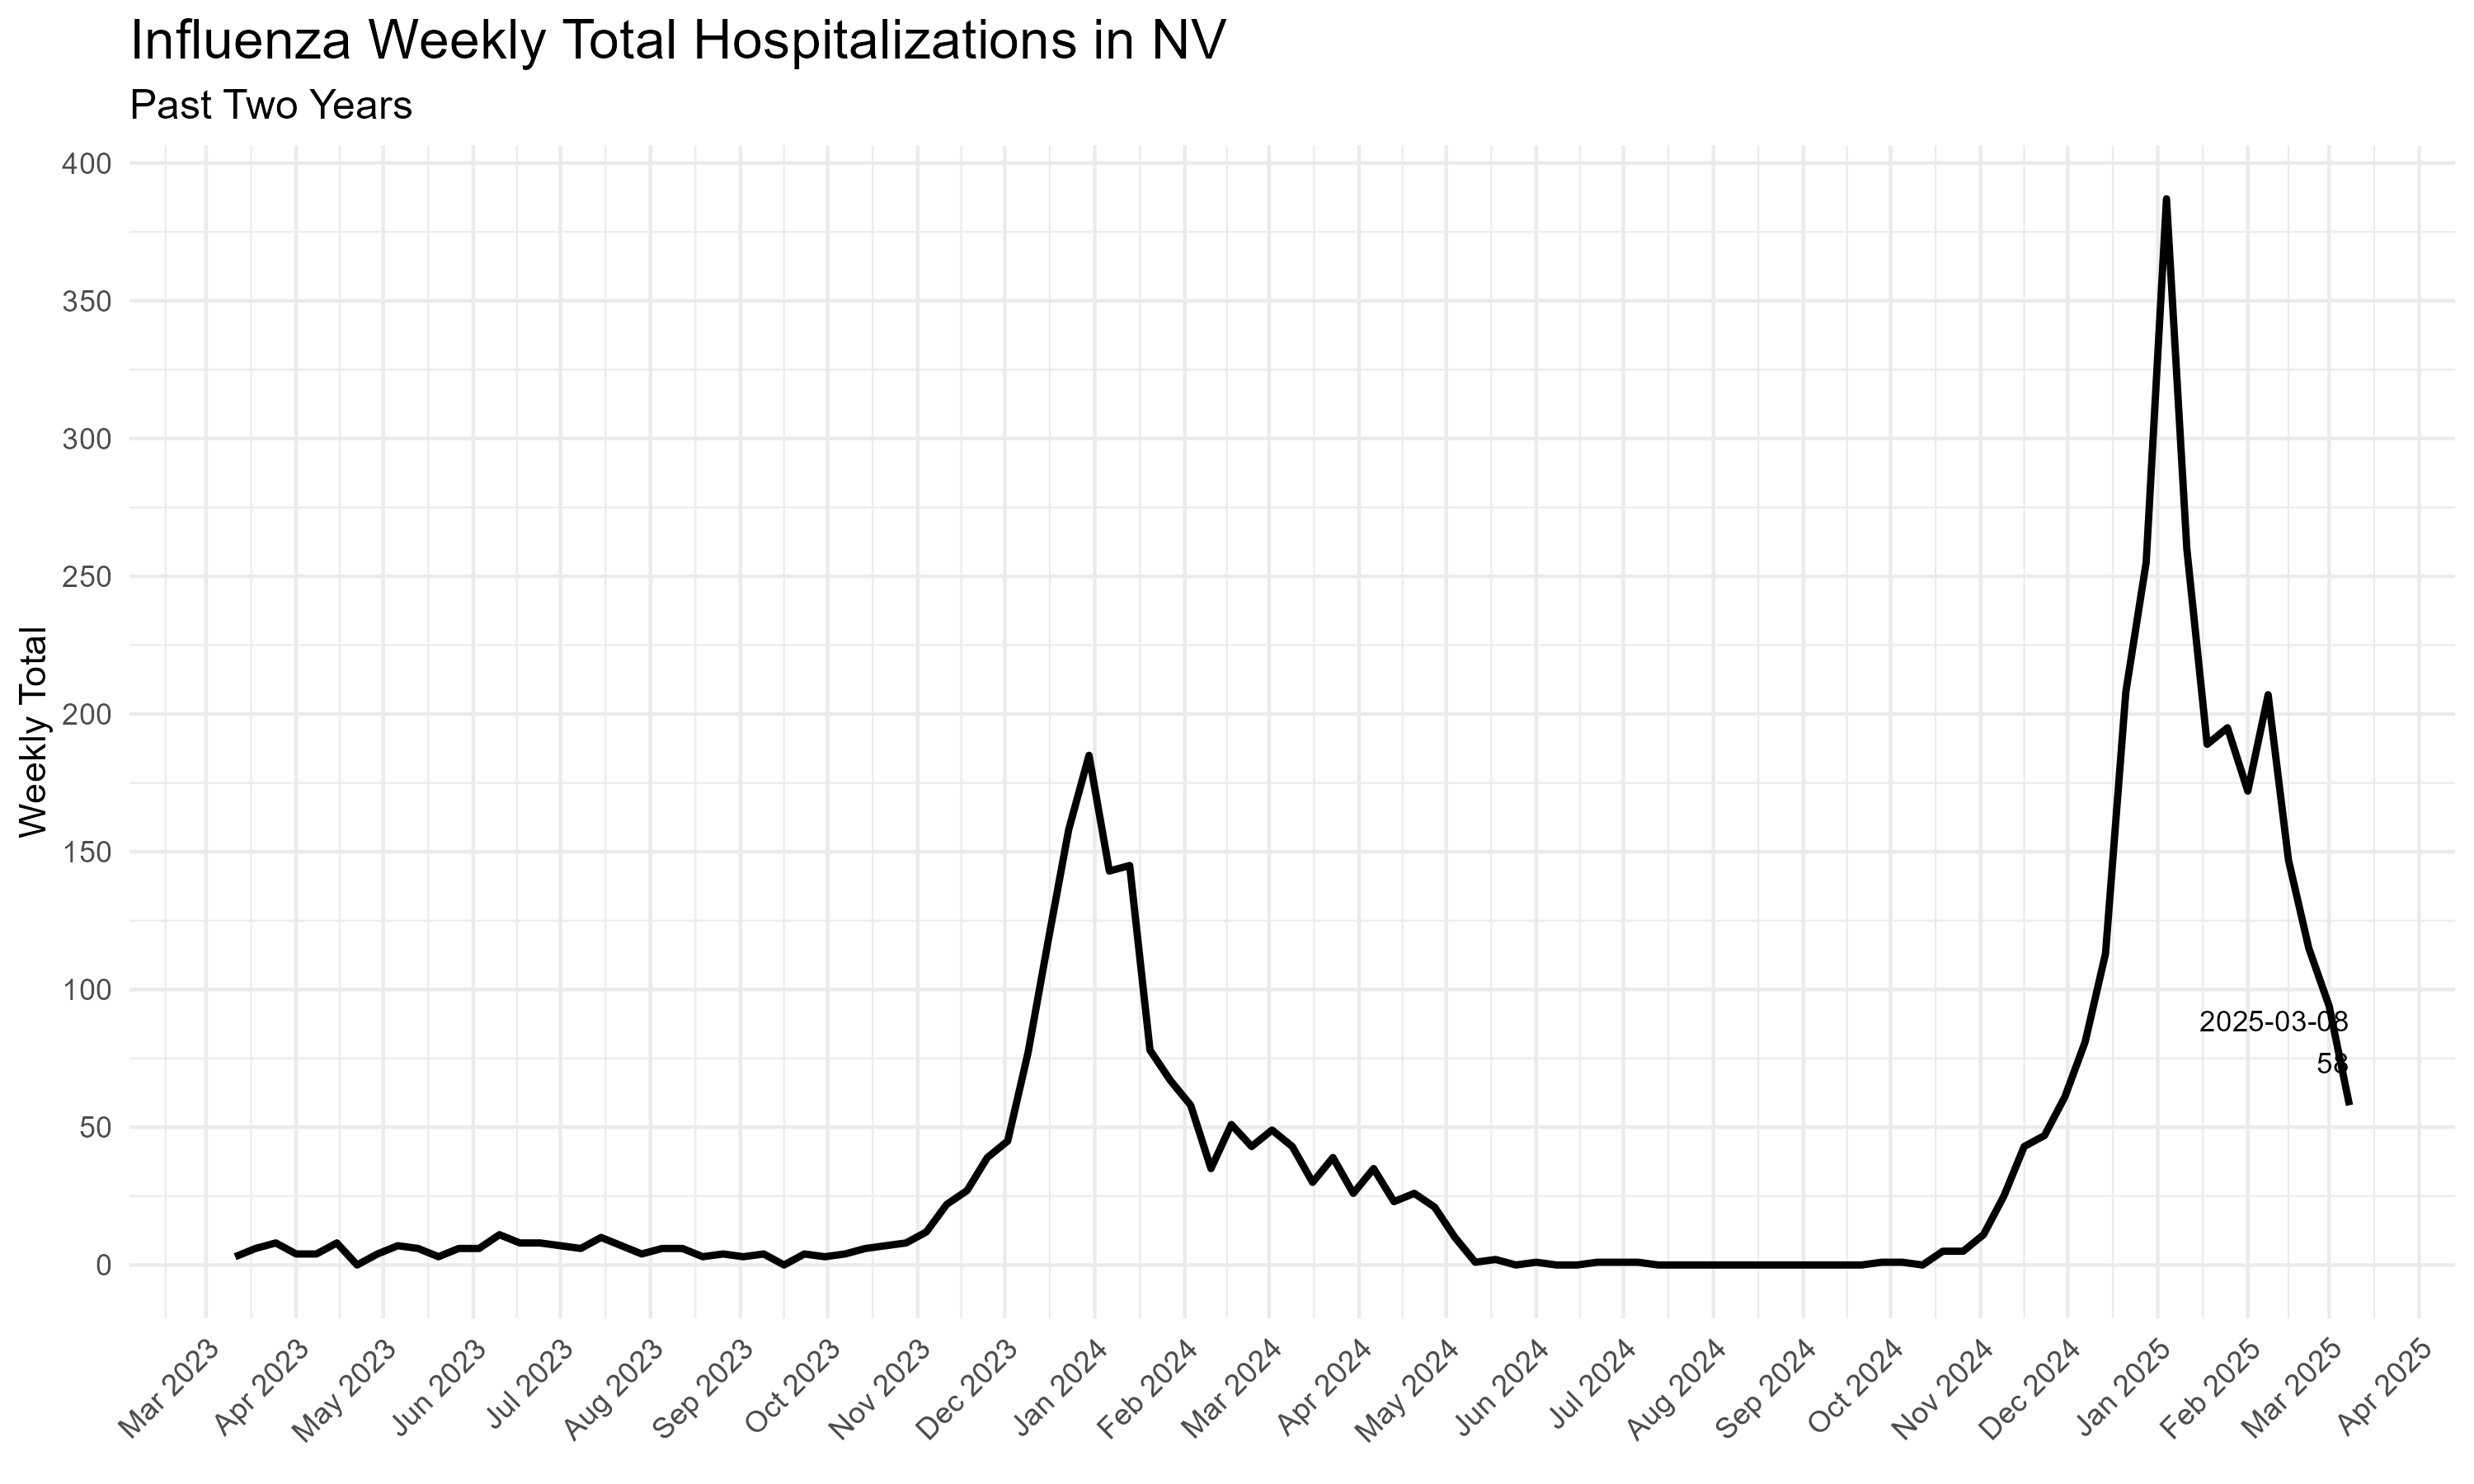 Influenza Weekly Total Hospitalizations in NV
Past Two Years
Weekly Total
400
350
300
250
200
150
100
50
0
2025-03-08
58
Mar 2023
Apr 2023
May 2023
Jun 2023
Jul 2023
Aug 2023
Sep 2023
Oct 2023
Nov 2023
Dec 2023
Jan 2024
Feb 2024
Mar 2024
Apr 2024
May 2024
Jun 2024
Jul 2024
Aug 2024
Sep 2024
Oct 2024
Nov 2024
Dec 2024
Jan 2025
Feb 2025
Mar 2025
Apr 2025